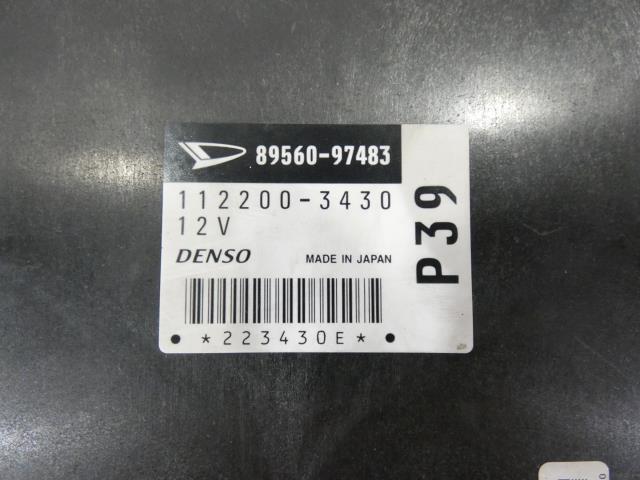 89560-97483
112200-3430
12V
DENSO MADE IN JAPAN
*223430E*
P39